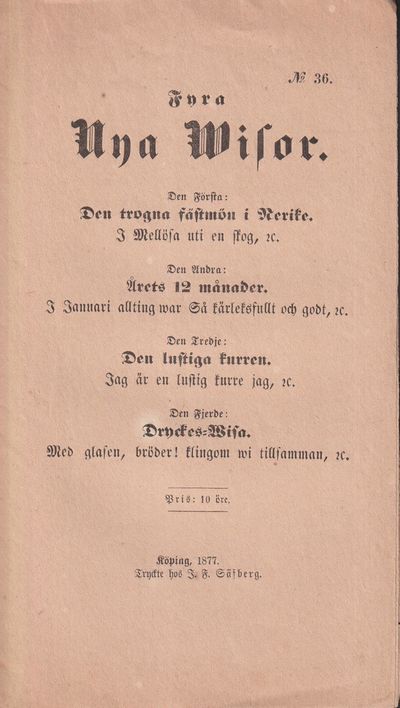 № 36.
Fyra
Nya Wisor.
Den Första:
Den trogna fästmön i Nerike.
I Mellösa uti en skog, ꝛc.
Den Andra:
Årets 12 månader.
I Januari allting war Så kärleksfullt och godt, ꝛc.
Den Tredje:
Den lustiga kurren.
Jag är en lustig kurre jag, ꝛc.
Den Fjerde:
Dryckes-Wisa.
Med glasen, bröder! klingom wi tillsamman, ꝛc.
Pris: 10 öre.
Köping, 1877.
Tryckte hos J. F. Säfberg.